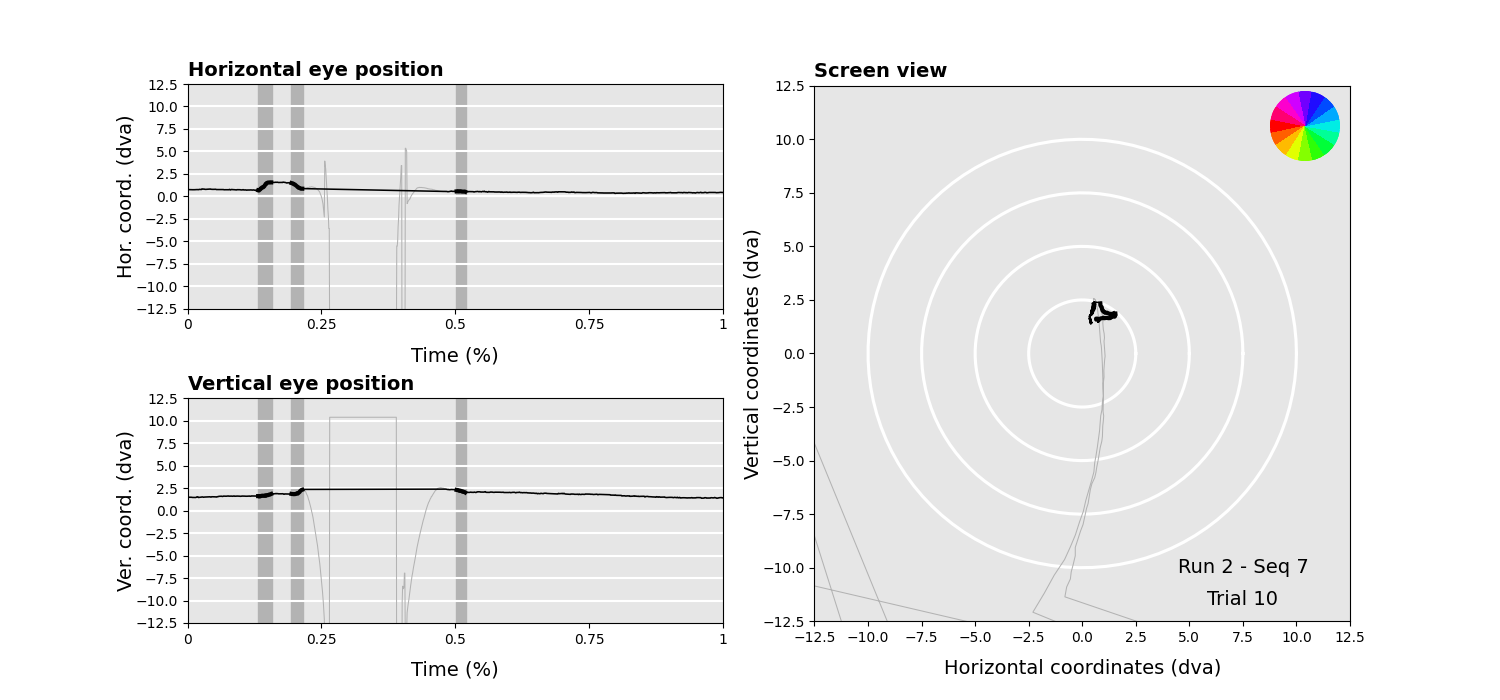 Horizontal eye position
12.5
10.0
7.5
5.0
2.5
0.0
−2.5
−5.0
−7.5
−10.0
−12.5
Hor. coord. (dva)
0 0.25 0.5 0.75 1
Time (%)
Vertical eye position
12.5
10.0
7.5
5.0
2.5
0.0
−2.5
−5.0
−7.5
−10.0
−12.5
Ver. coord. (dva)
0 0.25 0.5 0.75 1
Time (%)
Screen view
12.5
10.0
7.5
5.0
2.5
0.0
−2.5
−5.0
−7.5
−10.0
−12.5
Vertical coordinates (dva)
Run 2 - Seq 7
Trial 10
−12.5 −10.0 −7.5 −5.0 −2.5 0.0 2.5 5.0 7.5 10.0 12.5
Horizontal coordinates (dva)